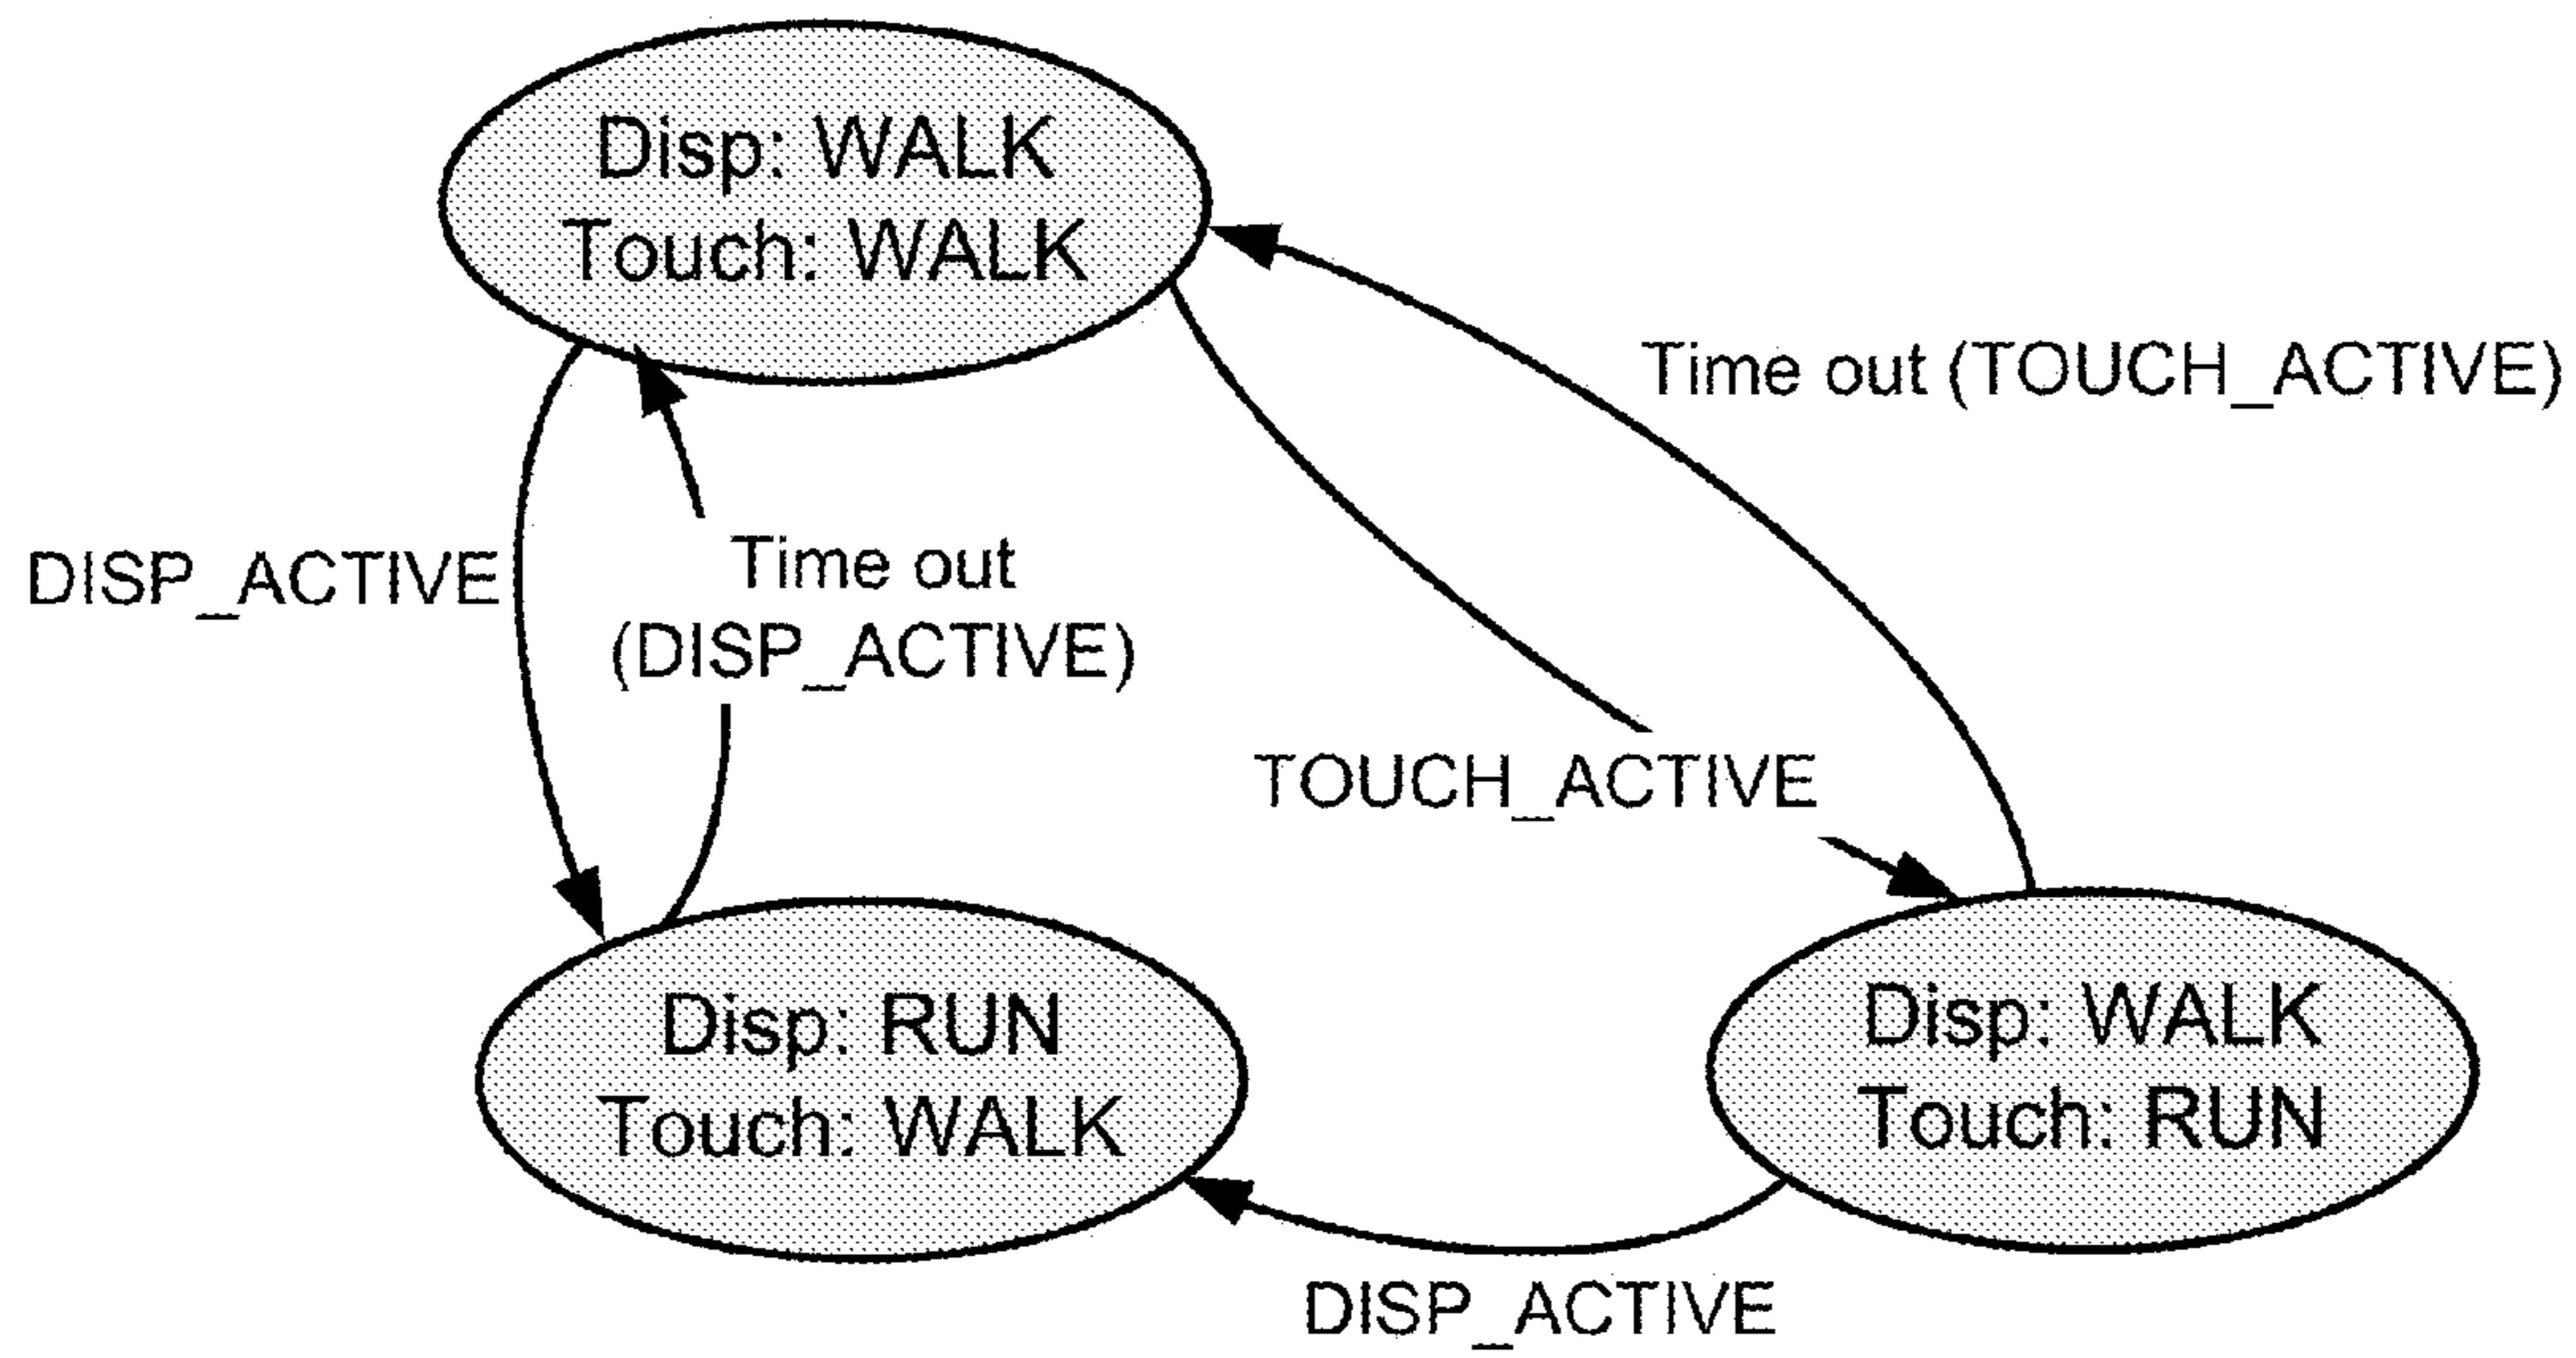 Disp: WALK
Touch: WALK
Time out (TOUCH_ACTIVE)
DISP_ACTIVE
Time out
(DISP_ACTIVE)
TOUCH_ACTIVE
Disp: RUN
Touch: WALK
Disp: WALK
Touch: RUN
DISP_ACTIVE